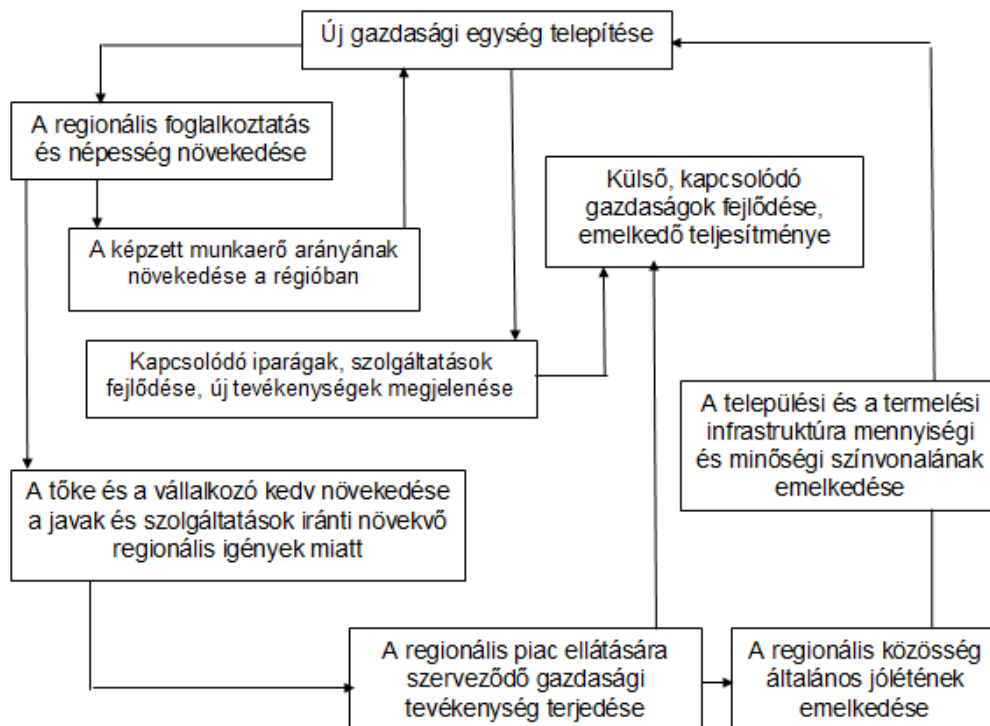 Új gazdasági egység telepítése
A regionális foglalkoztatás
és népesség növekedése
Külső, kapcsolódó
gazdaságok fejlődése,
emelkedő teljesítménye
A képzett munkaerő arányának
növekedése a régióban
Kapcsolódó iparágak, szolgáltatások
fejlődése, új tevékenységek megjelenése
A települési és a termelési
infrastruktúra mennyiségi
és minőségi színvonalának
emelkedése
A tőke és a vállalkozó kedv növekedése
a javak és szolgáltatások iránti növekvő
regionális igények miatt
A regionális piac ellátására
szerveződő gazdasági
tevékenység terjedése
A regionális közösség
általános jólétének
emelkedése